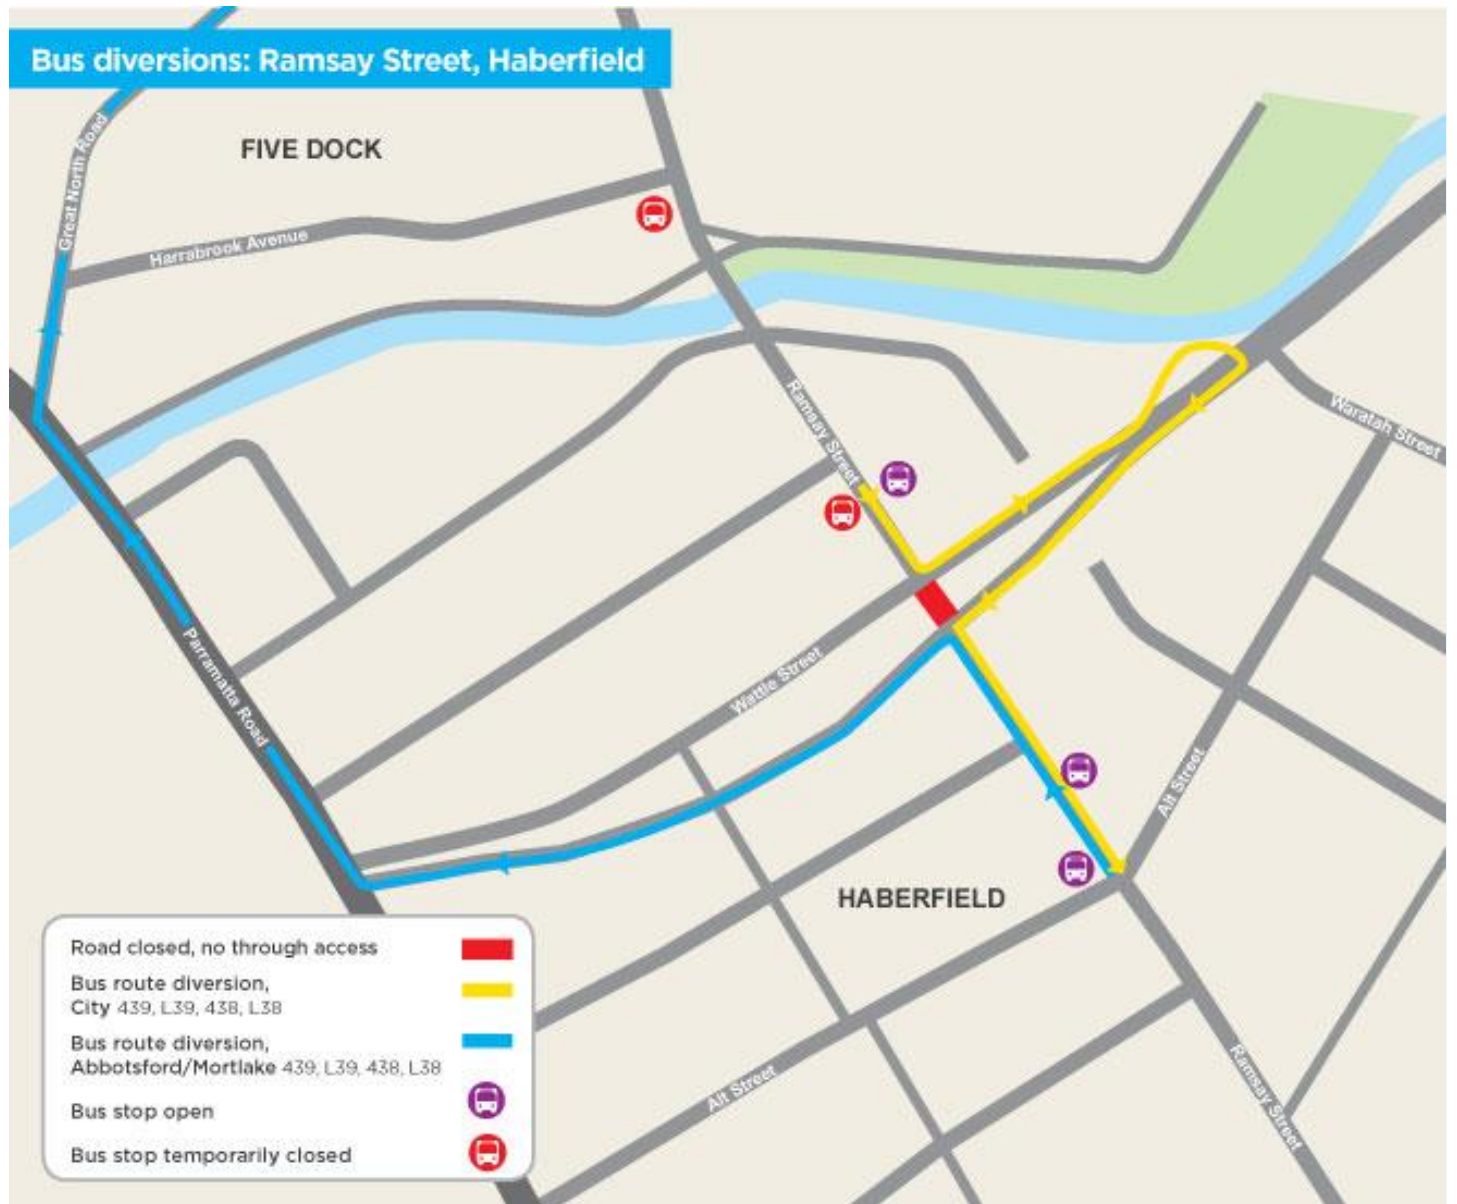 Bus diversions: Ramsay Street, Haberfield
FIVE DOCK
Great North Road
Harrabrook Avenue
Waratah Street
Ramsay Street
Wattle Street
Parramatta Road
Alt Street
HABERFIELD
Alt Street
Ramsay Street
Road closed, no through access
Bus route diversion,
City 439, L39, 438, L38
Bus route diversion,
Abbotsford/Mortlake 439, L39, 438, L38
Bus stop open
Bus stop temporarily closed